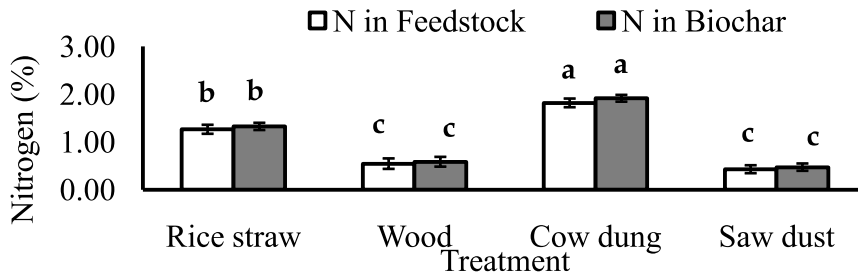 N in Feedstock N in Biochar
Nitrogen (%)
3.00
2.00
1.00
0.00
b b c c a a c c
Rice straw Wood Cow dung Saw dust
Treatment